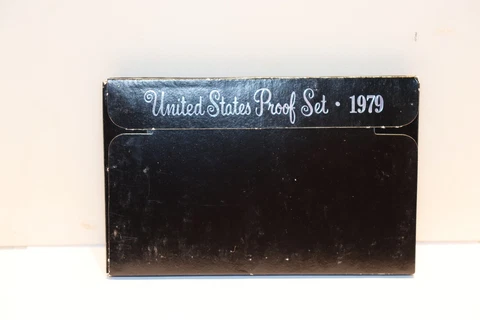 United States Proof Set · 1979